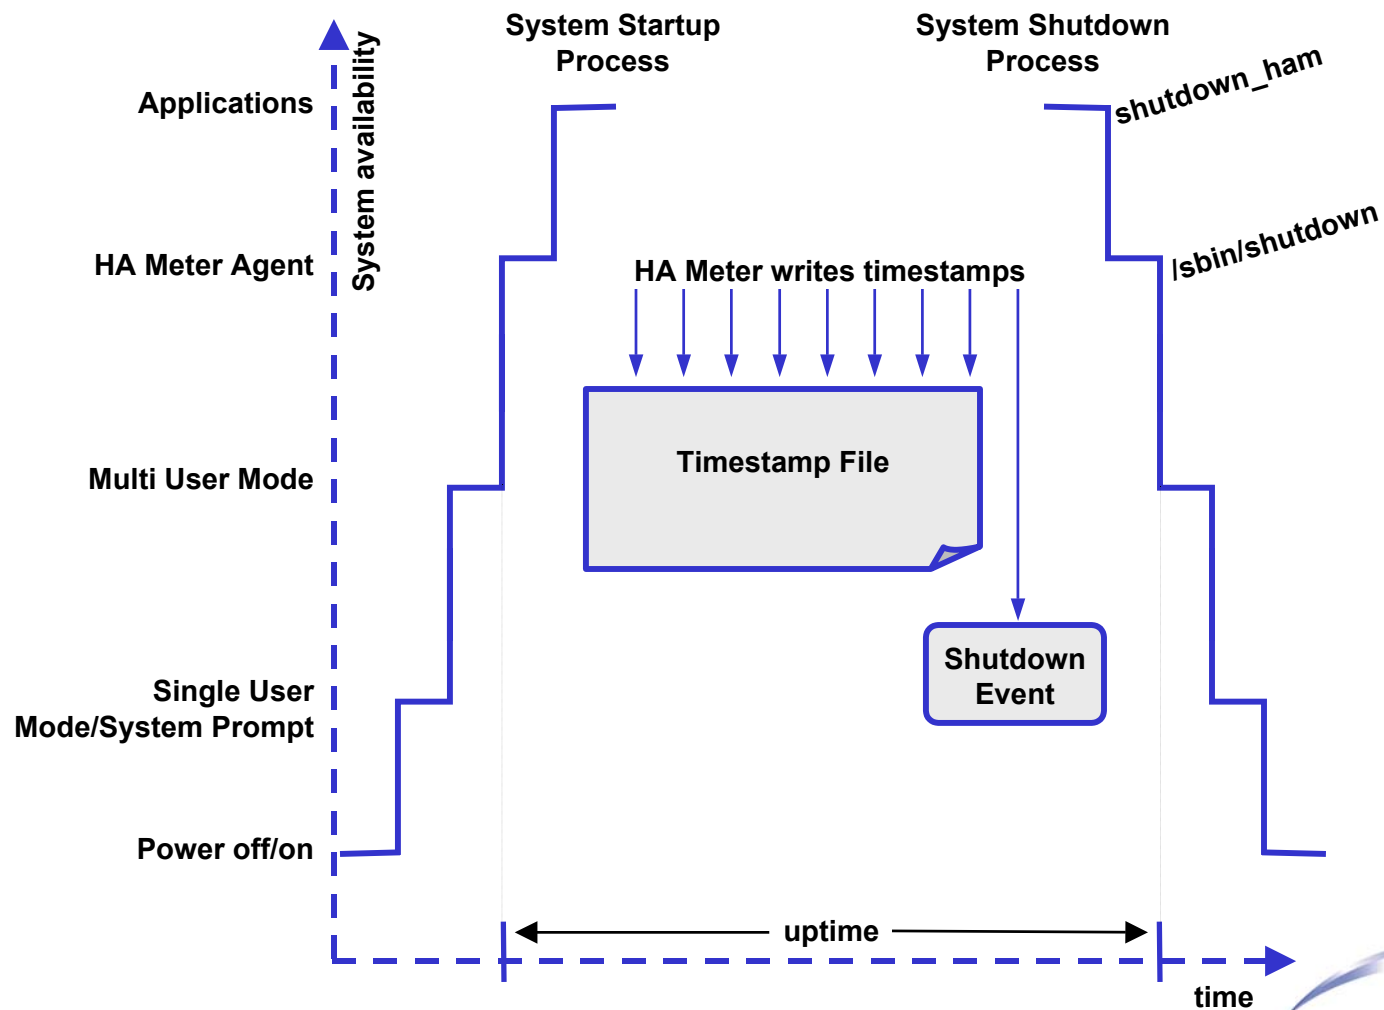 System Startup
Process
System Shutdown
Process
System availability
Applications
shutdown_ham
HA Meter Agent
/sbin/shutdown
HA Meter writes timestamps
Multi User Mode
Timestamp File
Single User
Mode/System Prompt
Shutdown
Event
Power off/on
uptime
time